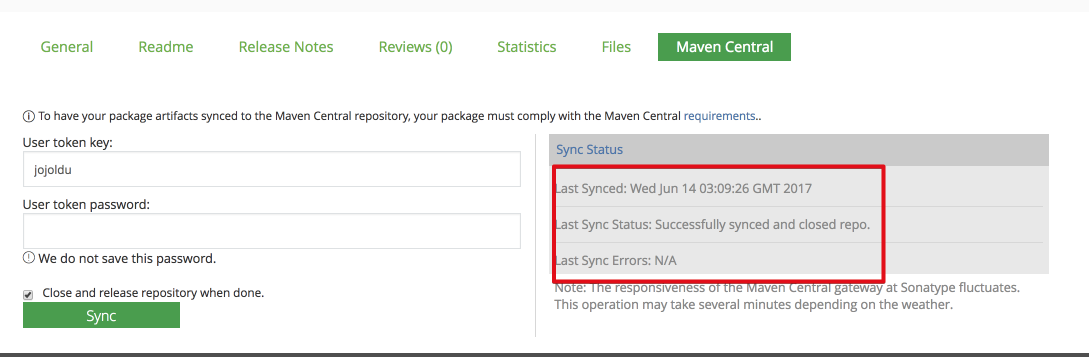 General Readme Release Notes Reviews (0) Statistics Files Maven Central
To have your package artifacts synced to the Maven Central repository, your package must comply with the Maven Central requirements..
User token key:
jojoldu
User token password:
We do not save this password.
Close and release repository when done.
Sync
Sync Status
Last Synced: Wed Jun 14 03:09:26 GMT 2017
Last Sync Status: Successfully synced and closed repo.
Last Sync Errors: N/A
Note: The responsiveness of the Maven Central gateway at Sonatype fluctuates.
This operation may take several minutes depending on the weather.